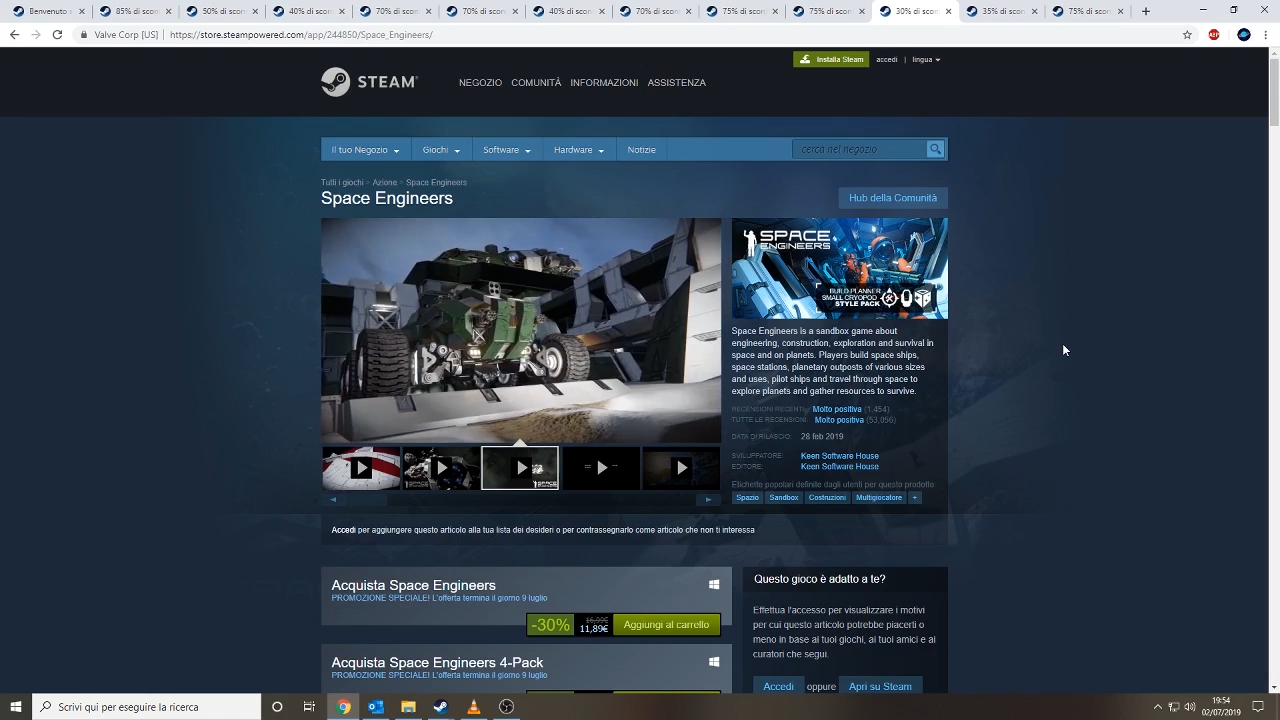 Benvenuto
85% di scon
50% di scon
40% di scon
70% di scon
40% di scon
70% di scon
75% di scon
75% di scon
30% di scon
35% di scon
75% di scon
Valve Corp [US] | https://store.steampowered.com/app/244850/Space_Engineers/
ABP
Installa Steam accedi | lingua
STEAM
NEGOZIO COMUNITÀ INFORMAZIONI ASSISTENZA
Il tuo Negozio Giochi Software Hardware Notizie cerca nel negozio
Tutti i giochi > Azione > Space Engineers
Space Engineers
Hub della Comunità
SPACE
ENGINEERS
BUILD PLANNER
SMALL CRYOPOD
STYLE PACK
Space Engineers is a sandbox game about
engineering, construction, exploration and survival in
space and on planets. Players build space ships,
space stations, planetary outposts of various sizes
and uses, pilot ships and travel through space to
explore planets and gather resources to survive.
RECENSIONI RECENTI: Molto positiva (1,454)
TUTTE LE RECENSIONI: Molto positiva (53,056)
DATA DI RILASCIO: 28 feb 2019
SVILUPPATORE: Keen Software House
EDITORE: Keen Software House
Etichette popolari definite dagli utenti per questo prodotto
Spazio Sandbox Costruzioni Multigiocatore +
Accedi per aggiungere questo articolo alla tua lista dei desideri o per contrassegnarlo come articolo che non ti interessa
Acquista Space Engineers
PROMOZIONE SPECIALE! L'offerta termina il giorno 9 luglio
-30% 16,99€ 11,89€ Aggiungi al carrello
Acquista Space Engineers 4-Pack
PROMOZIONE SPECIALE! L'offerta termina il giorno 9 luglio
Questo gioco è adatto a te?
Effettua l'accesso per visualizzare i motivi
per cui questo articolo potrebbe piacerti o
meno in base ai tuoi giochi, ai tuoi amici e ai
curatori che segui.
Accedi oppure Apri su Steam
Scrivi qui per eseguire la ricerca
19:54
02/07/2019